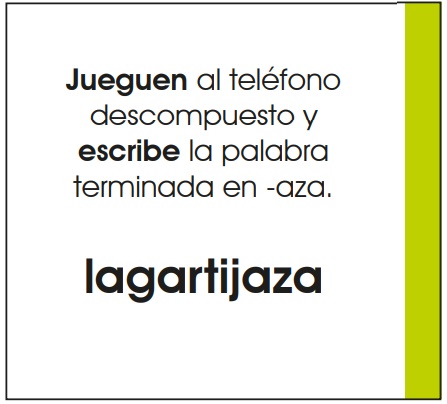 Jueguen al teléfono
descompuesto y
escribe la palabra
terminada en -aza.
lagartijaza